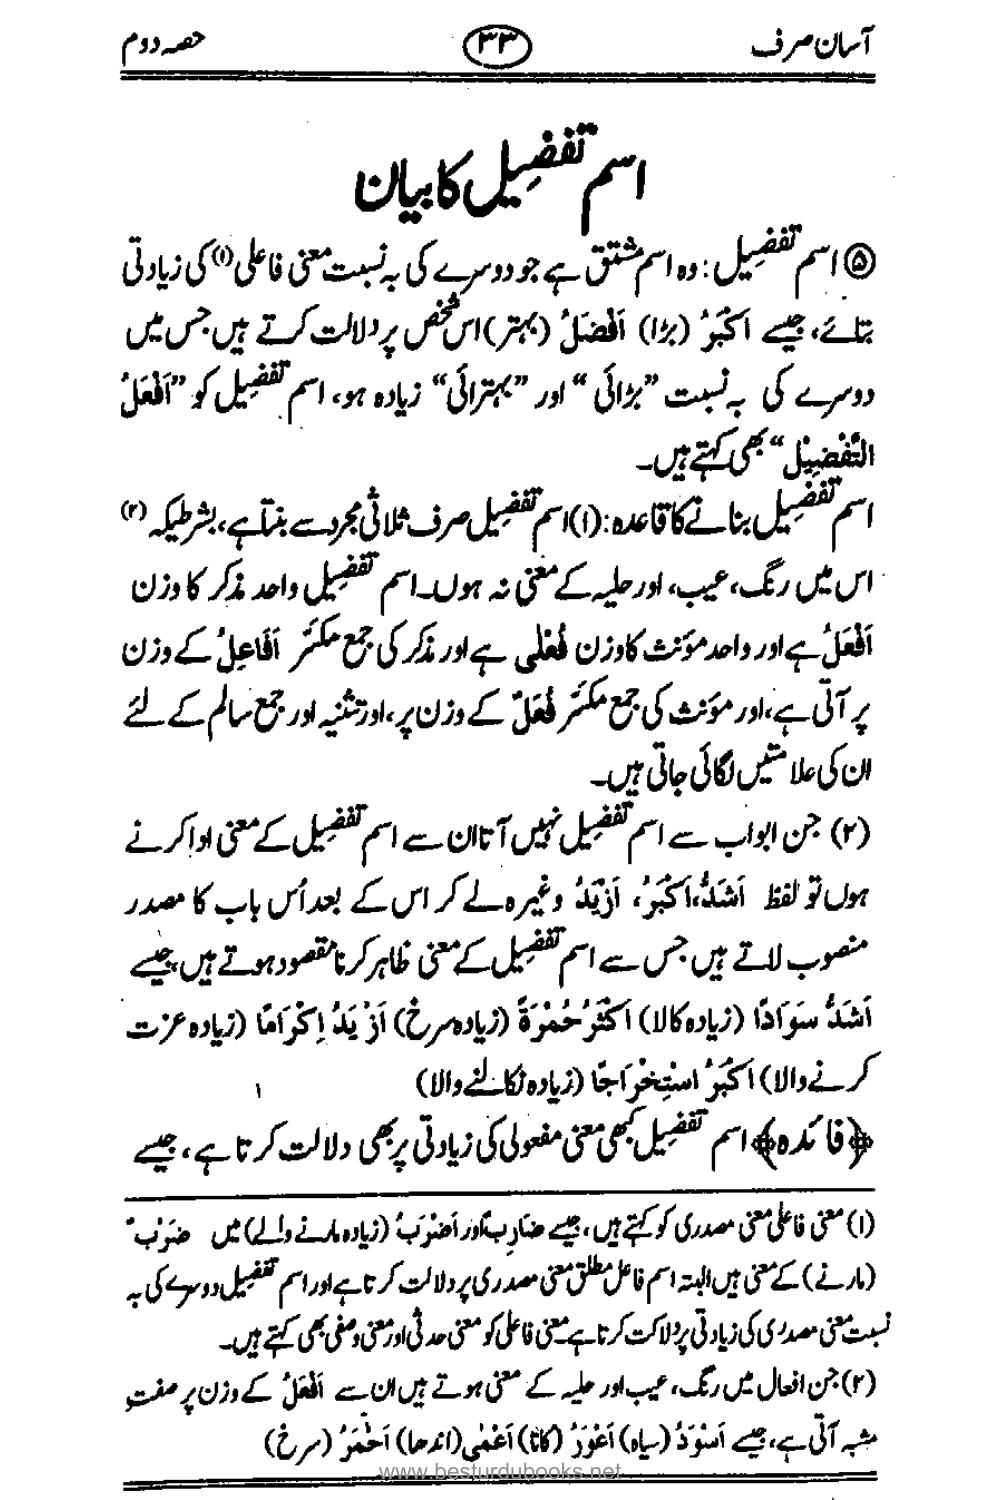 آسان صرف ۳۳ حصہ دوم
اسم تفضیل کا بیان
⑤ اسم تفضیل: وہ اسم مشتق ہے جو دوسرے کی بہ نسبت معنی فاعلی(۱) کی زیادتی
بتائے، جیسے اَکْبَرُ (بڑا) اَفْضَلُ (بہتر) اس شخص پر دلالت کرتے ہیں جس میں
دوسرے کی بہ نسبت ”بڑائی“ اور ”بہترائی“ زیادہ ہو، اسم تفضیل کو ”اَفْعَلُ
التَّفْضِیْل“ بھی کہتے ہیں۔
اسم تفضیل بنانے کا قاعدہ: (۱) اسم تفضیل صرف ثلاثی مجرد سے بنتا ہے، بشرطیکہ (۲)
اس میں رنگ، عیب، اور حلیہ کے معنی نہ ہوں۔ اسم تفضیل واحد مذکر کا وزن
اَفْعَلُ ہے اور واحد مؤنث کا وزن فُعْلٰی ہے اور مذکر کی جمع مکسَّر اَفَاعِلُ کے وزن
پر آتی ہے، اور مؤنث کی جمع مکسَّر فُعَلٌ کے وزن پر، اور تثنیہ اور جمع سالم کے لئے
ان کی علامتیں لگائی جاتی ہیں۔
(۲) جن ابواب سے اسم تفضیل نہیں آتا ان سے اسم تفضیل کے معنی ادا کرنے
ہوں تو لفظ اَشَدُّ، اَکْبَرُ، اَزْیَدُ وغیرہ لے کر اس کے بعد اُس باب کا مصدر
منصوب لاتے ہیں جس سے اسم تفضیل کے معنی ظاہر کرنا مقصود ہوتے ہیں، جیسے
اَشَدُّ سَوَادًا (زیادہ کالا) اَکْثَرُ حُمْرَةً (زیادہ سرخ) اَزْیَدُ اِکْرَامًا (زیادہ عزت
کرنے والا) اَکْبَرُ اسْتِخْرَاجًا (زیادہ نکالنے والا) ۱
﴿فائدہ﴾ اسم تفضیل کبھی معنی مفعولی کی زیادتی پر بھی دلالت کرتا ہے، جیسے
(۱) معنی فاعلی معنی مصدری کو کہتے ہیں، جیسے ضَارِبٌ اور اَضْرَبُ (زیادہ مارنے والے) میں ضَرْبٌ
(مارنے) کے معنی ہیں البتہ اسم فاعل مطلق معنی مصدری پر دلالت کرتا ہے اور اسم تفضیل دوسرے کی بہ
نسبت معنی مصدری کی زیادتی پر دلالت کرتا ہے معنی فاعلی کو معنی حدثی اور معنی وصفی بھی کہتے ہیں۔
(۲) جن افعال میں رنگ، عیب اور حلیہ کے معنی ہوتے ہیں ان سے اَفْعَلُ کے وزن پر صفت
مشبہ آتی ہے، جیسے اَسْوَدُ (سیاہ) اَعْوَرُ (کانا) اَعْمٰی (اندھا) اَحْمَرُ (سرخ)
www.besturdubooks.net